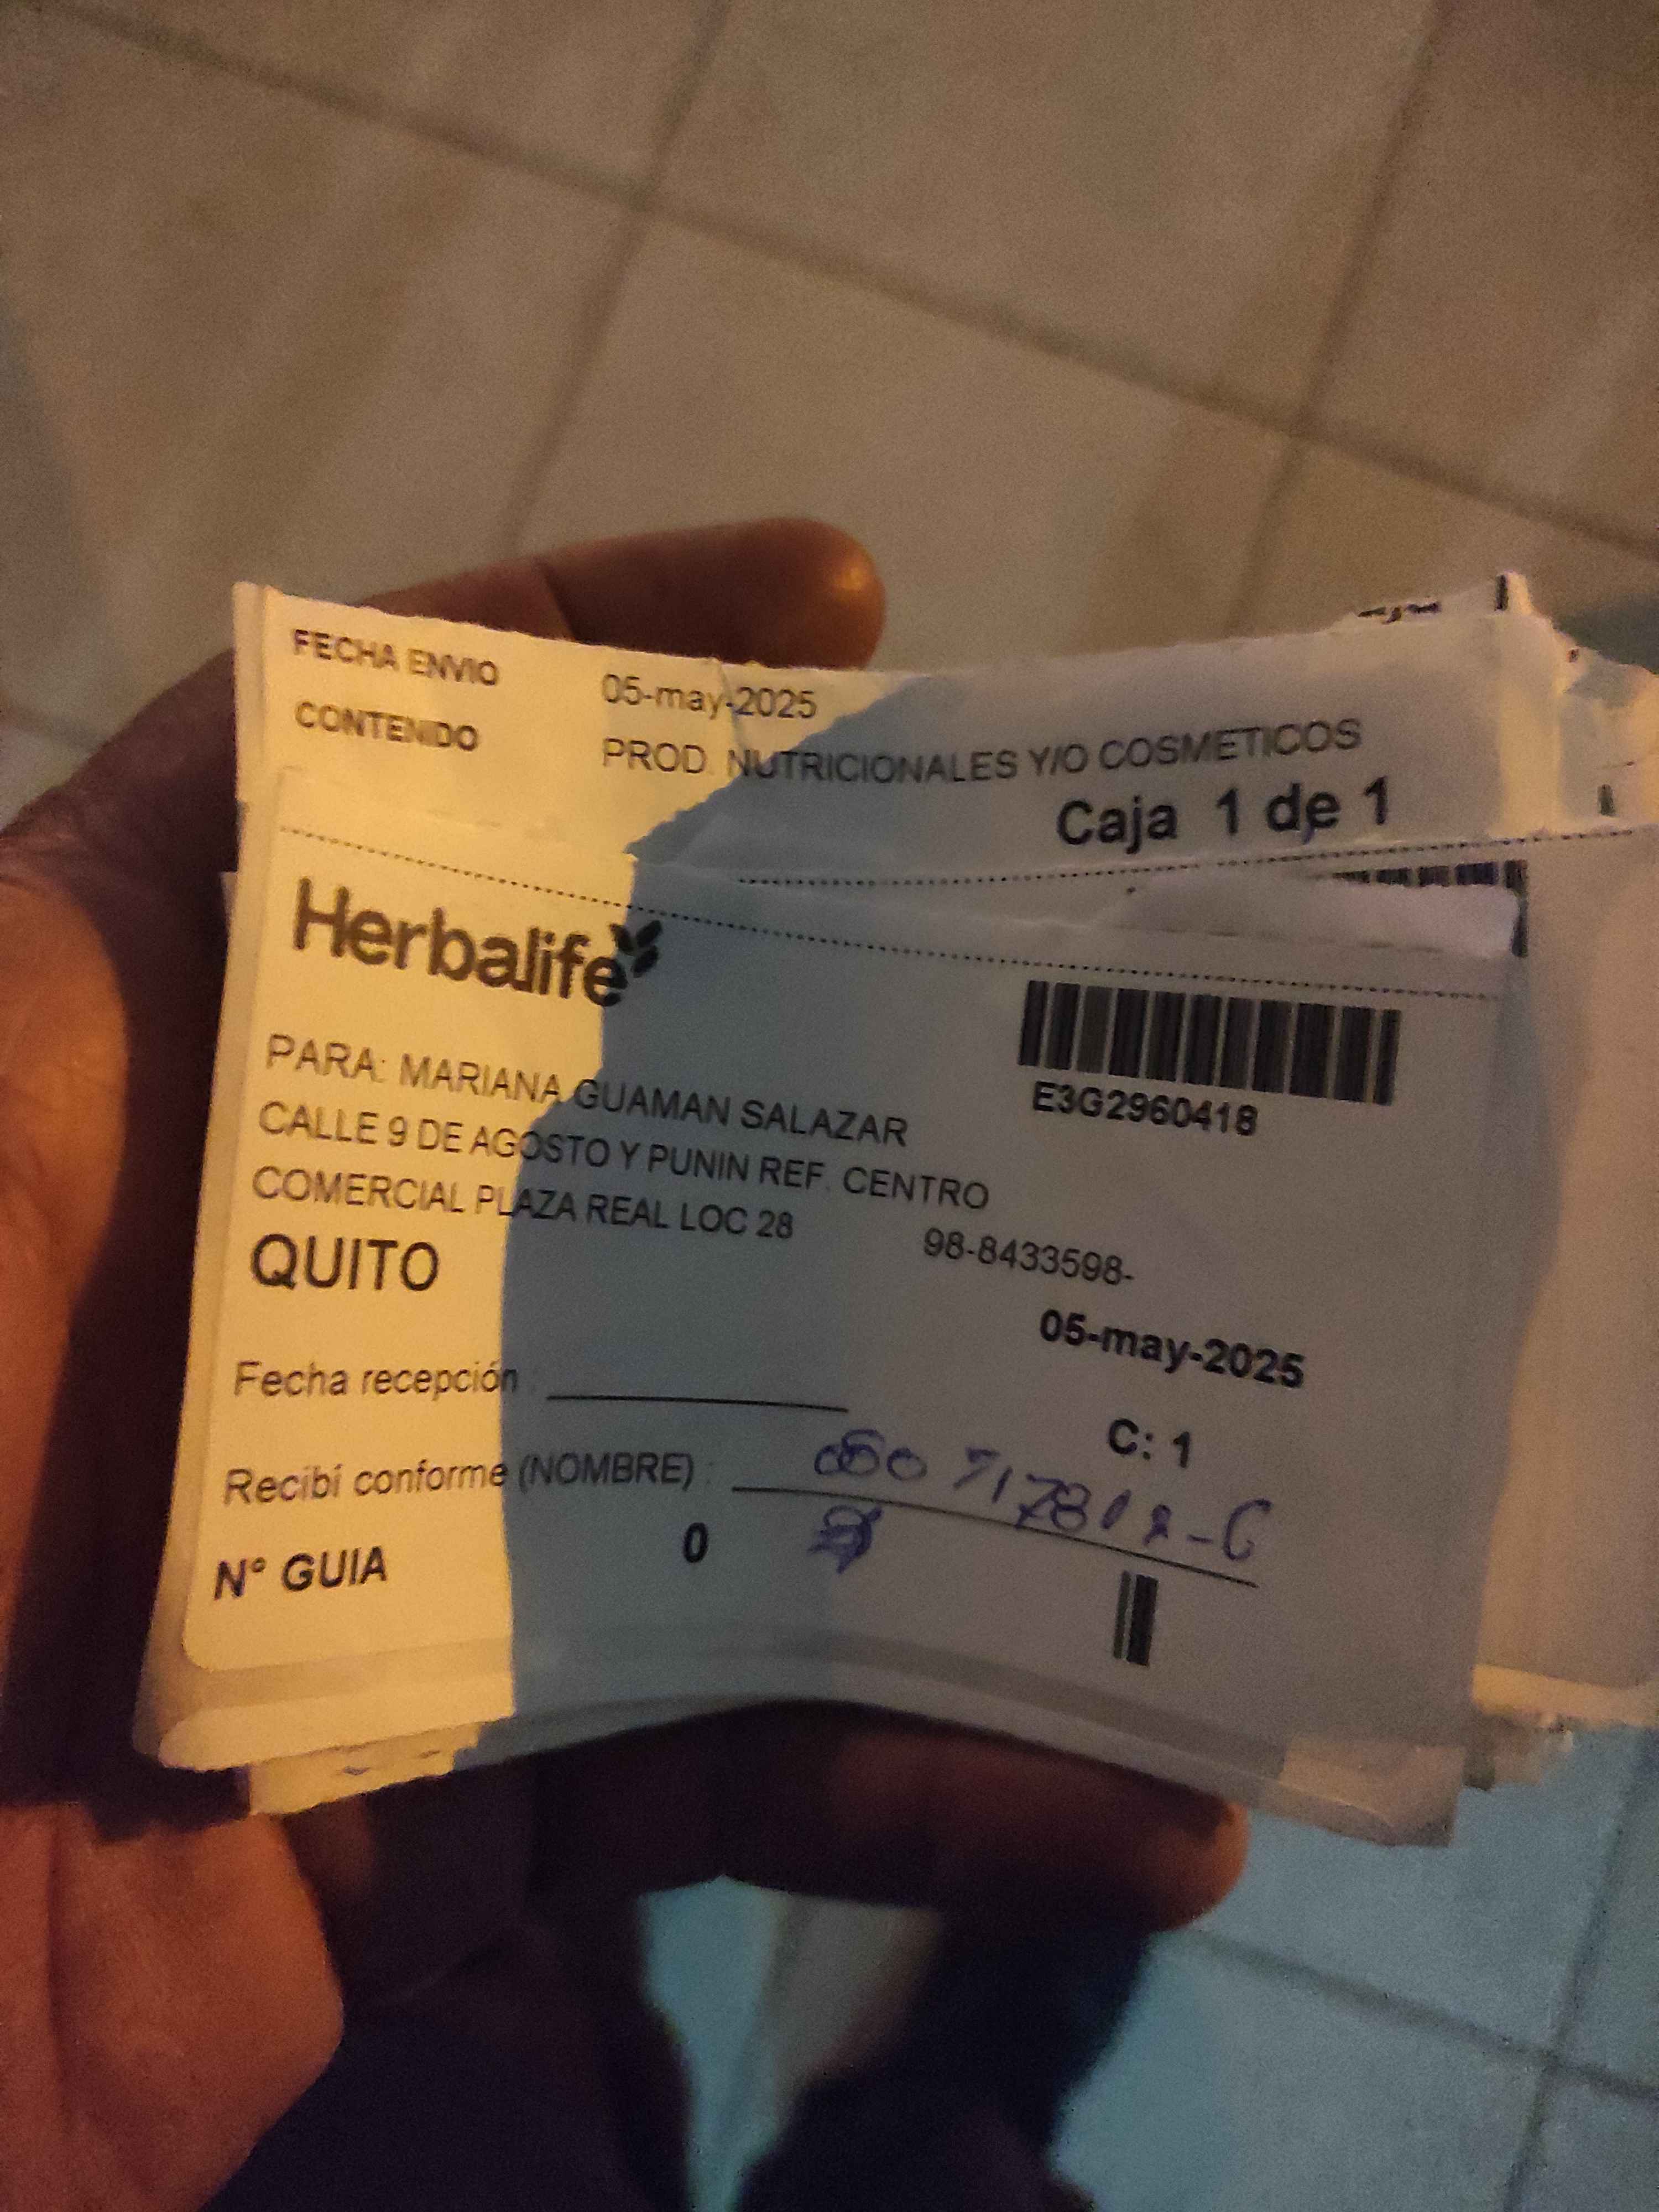 FECHA ENVIO 05-may-2025
CONTENIDO PROD. NUTRICIONALES Y/O COSMETICOS
Caja 1 de 1
Herbalife
E3G2960418
PARA: MARIANA GUAMAN SALAZAR
CALLE 9 DE AGOSTO Y PUNIN REF. CENTRO
COMERCIAL PLAZA REAL LOC 28 98-8433598-
QUITO
05-may-2025
Fecha recepción :
C: 1
Recibí conforme (NOMBRE) :
N° GUIA 0